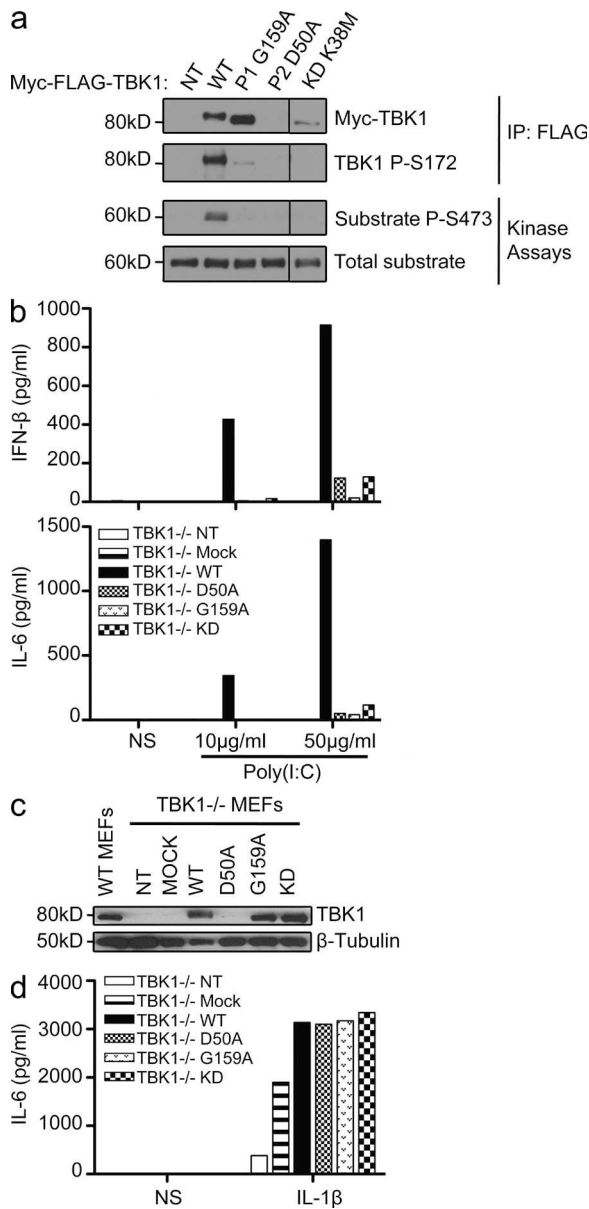 a
Myc-FLAG-TBK1: NT WT P1 G159A P2 D50A KD K38M
80kD Myc-TBK1
80kD TBK1 P-S172
IP: FLAG
60kD Substrate P-S473
60kD Total substrate
Kinase
Assays
b
IFN-β (pg/ml)
1000
800
600
400
200
0
IL-6 (pg/ml)
1500
1000
500
0
TBK1-/- NT
TBK1-/- Mock
TBK1-/- WT
TBK1-/- D50A
TBK1-/- G159A
TBK1-/- KD
NS 10μg/ml 50μg/ml
Poly(I:C)
c
TBK1-/- MEFs
WT MEFs NT MOCK WT D50A G159A KD
80kD TBK1
50kD β-Tubulin
d
IL-6 (pg/ml)
4000
3000
2000
1000
0
TBK1-/- NT
TBK1-/- Mock
TBK1-/- WT
TBK1-/- D50A
TBK1-/- G159A
TBK1-/- KD
NS IL-1β